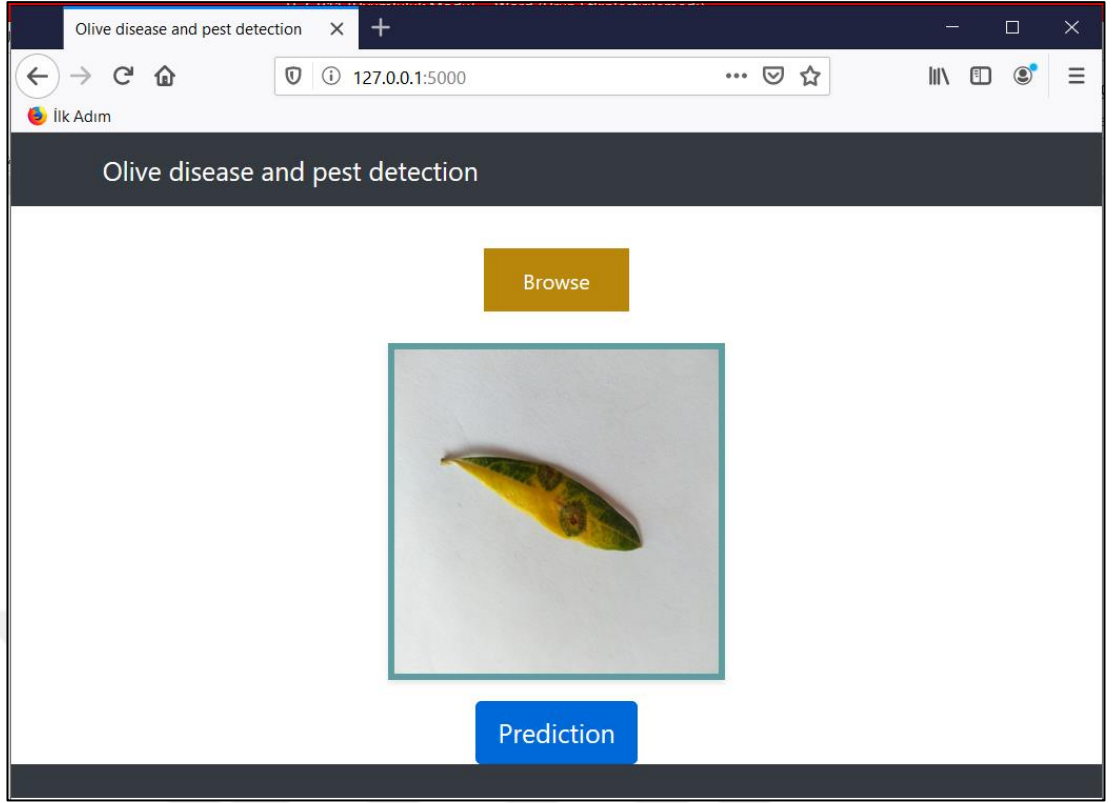 Olive disease and pest detection
127.0.0.1:5000
İlk Adım
Olive disease and pest detection
Browse
Prediction